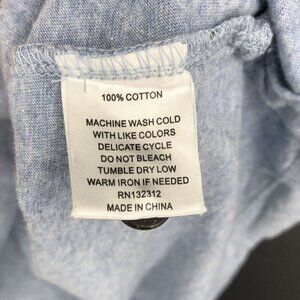 100% COTTON
MACHINE WASH COLD
WITH LIKE COLORS
DELICATE CYCLE
DO NOT BLEACH
TUMBLE DRY LOW
WARM IRON IF NEEDED
RN132312
MADE IN CHINA